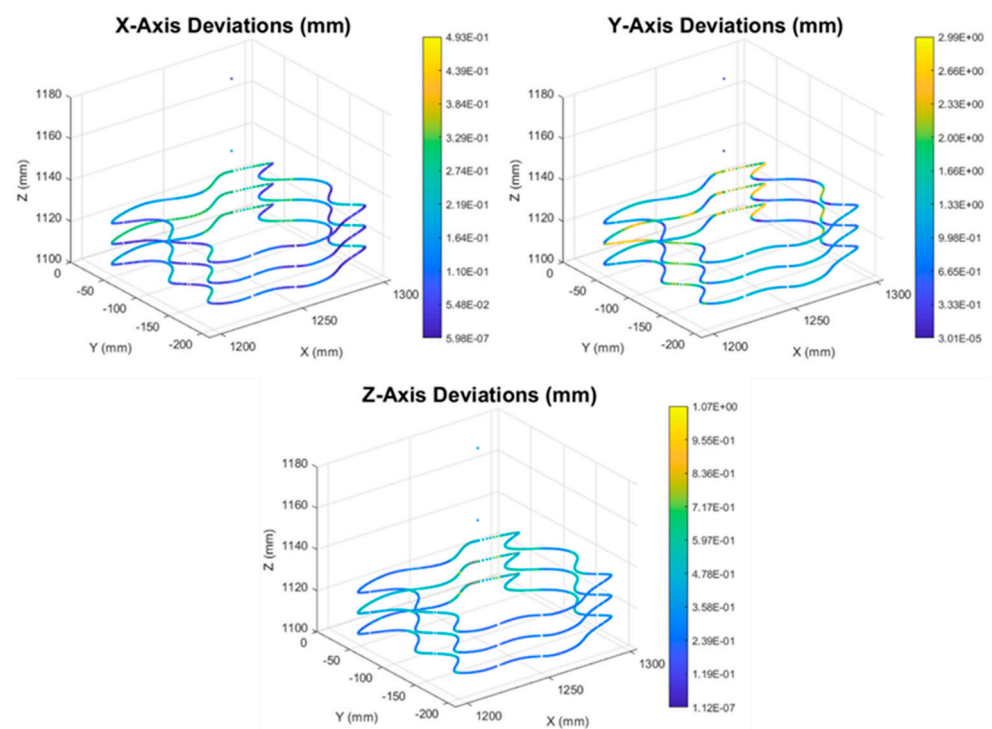 X-Axis Deviations (mm)
1180
1160
1140
1120
1100
Z (mm)
0
-50
-100
-150
-200
Y (mm)
1200
1250
1300
X (mm)
4.93E-01
4.39E-01
3.84E-01
3.29E-01
2.74E-01
2.19E-01
1.64E-01
1.10E-01
5.48E-02
5.98E-07
Y-Axis Deviations (mm)
1180
1160
1140
1120
1100
Z (mm)
0
-50
-100
-150
-200
Y (mm)
1200
1250
1300
X (mm)
2.99E+00
2.66E+00
2.33E+00
2.00E+00
1.66E+00
1.33E+00
9.98E-01
6.65E-01
3.33E-01
3.01E-05
Z-Axis Deviations (mm)
1180
1160
1140
1120
1100
Z (mm)
0
-50
-100
-150
-200
Y (mm)
1200
1250
1300
X (mm)
1.07E+00
9.55E-01
8.36E-01
7.17E-01
5.97E-01
4.78E-01
3.58E-01
2.39E-01
1.19E-01
1.12E-07